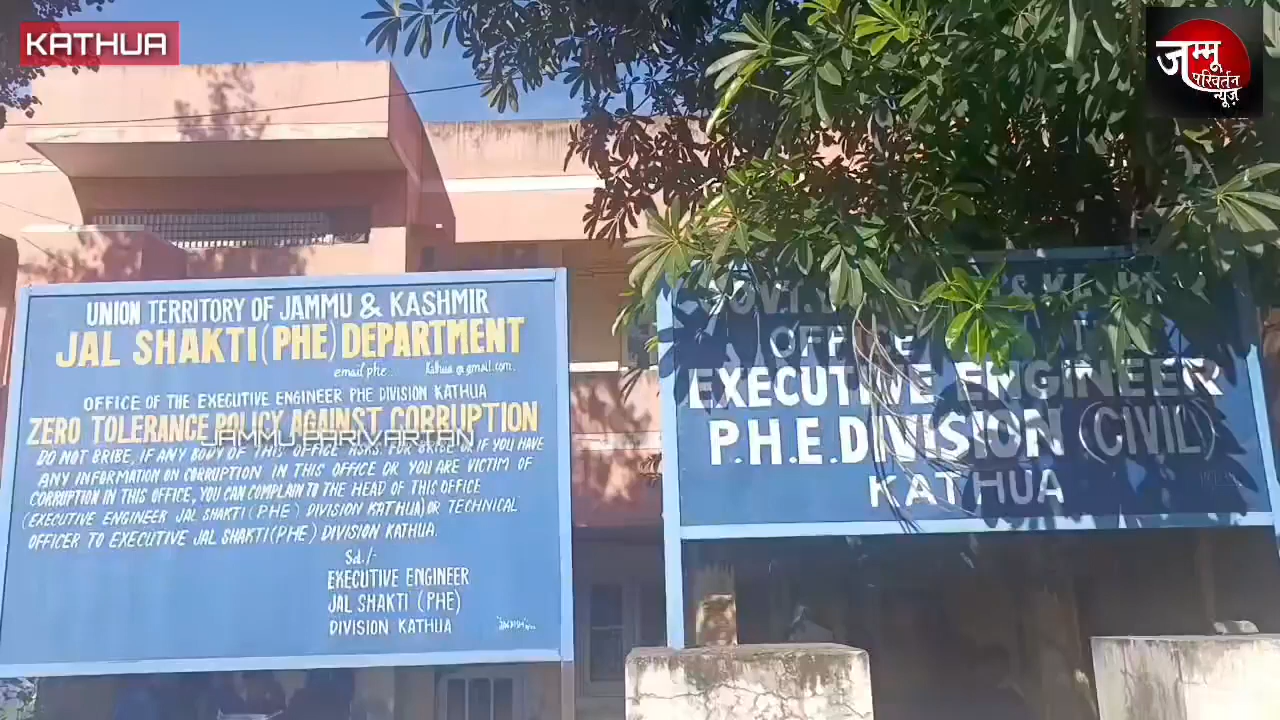 KATHUA
जम्मू
परिवर्तन
न्यूज़
UNION TERRITORY OF JAMMU & KASHMIR
JAL SHAKTI (PHE) DEPARTMENT
email phe.. Kathua @ gmail.com.
OFFICE OF THE EXECUTIVE ENGINEER PHE DIVISION KATHUA
ZERO TOLERANCE POLICY AGAINST CORRUPTION
JAMMU PARIVARTAN
DO NOT BRIBE, IF ANY BODY OF THIS OFFICE ASKS FOR BRIBE OR IF YOU HAVE
ANY INFORMATION ON CORRUPTION IN THIS OFFICE OR YOU ARE VICTIM OF
CORRUPTION IN THIS OFFICE, YOU CAN COMPLAIN TO THE HEAD OF THIS OFFICE
(EXECUTIVE ENGINEER JAL SHAKTI (PHE) DIVISION KATHUA) OR TECHNICAL
OFFICER TO EXECUTIVE JAL SHAKTI (PHE) DIVISION KATHUA.
Sd./-
EXECUTIVE ENGINEER
JAL SHAKTI (PHE)
DIVISION KATHUA
GOVT.
OFFICE
EXECUTIVE ENGINEER
P.H.E. DIVISION (CIVIL)
KATHUA